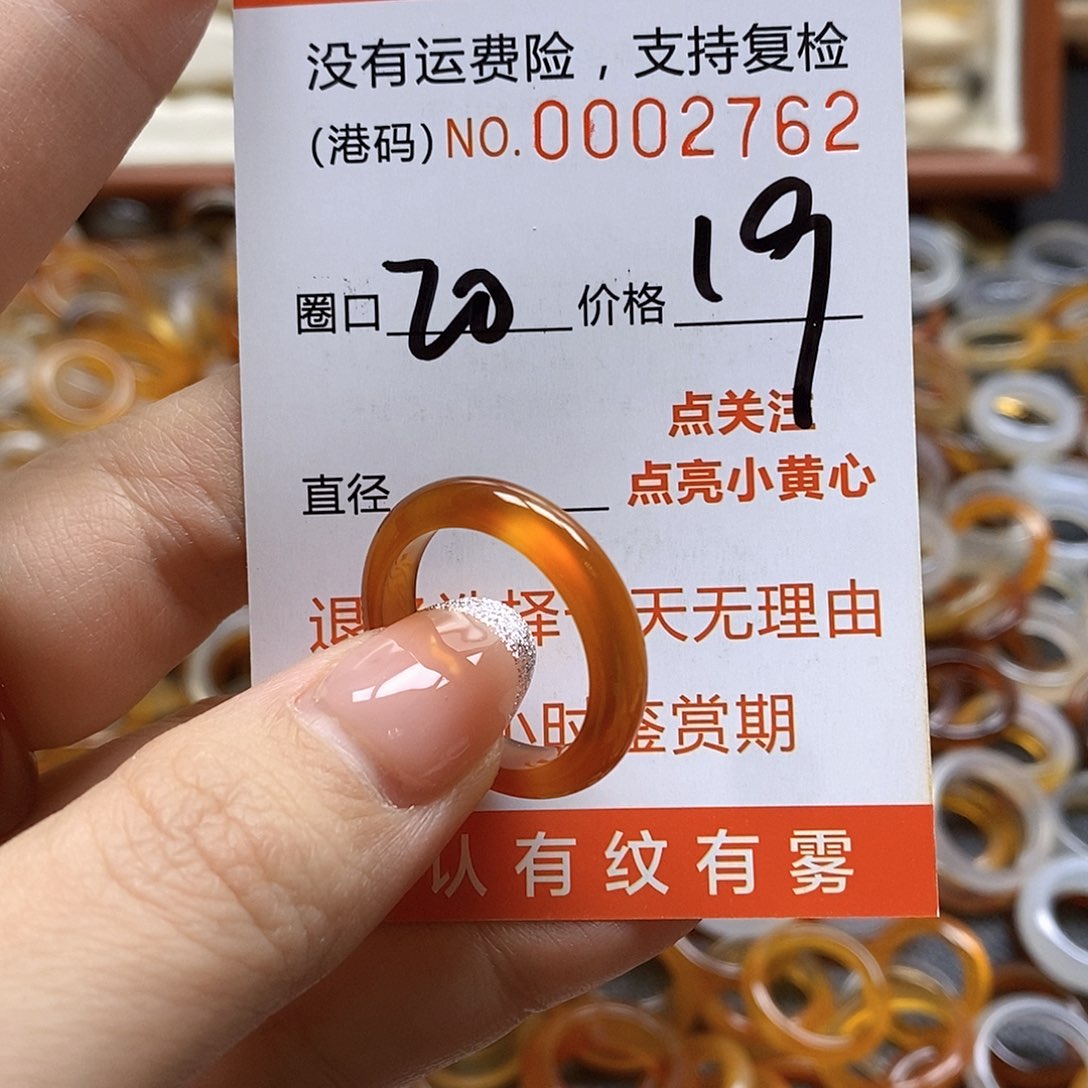 没有运费险，支持复检
(港码) NO. 0002762
圈口 20 价格 19
点关注
直径 点亮小黄心
退 择 天无理由
小时鉴赏期
认有纹有雾